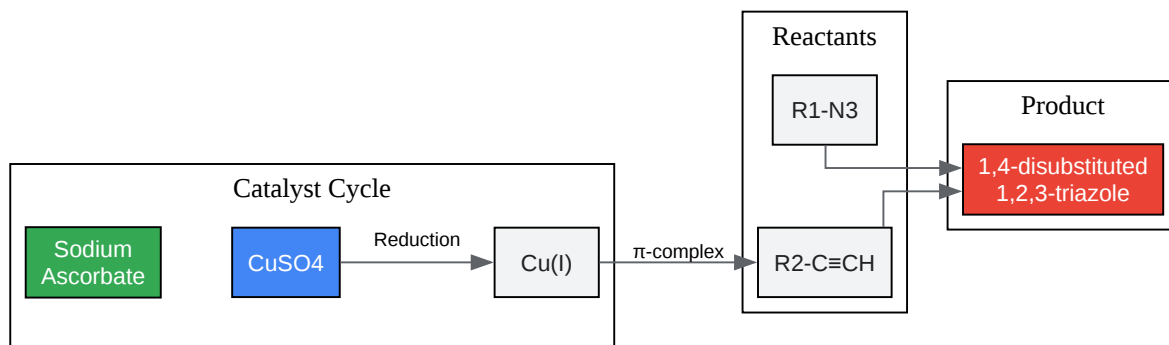 Reactants
R1-N3
Product
1,4-disubstituted
1,2,3-triazole
Catalyst Cycle
Sodium
Ascorbate
CuSO4
Reduction
Cu(I)
π-complex
R2-C≡CH